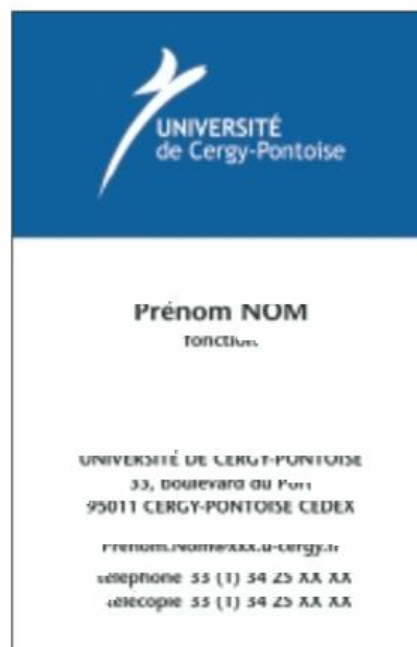 UNIVERSITÉ
de Cergy-Pontoise
Prénom NOM
fonction
UNIVERSITÉ DE CERGY-PONTOISE
33, boulevard du Port
95011 CERGY-PONTOISE CEDEX
Prenom.Nom@xxx.u-cergy.fr
téléphone 33 (1) 34 25 XX XX
télécopie 33 (1) 34 25 XX XX